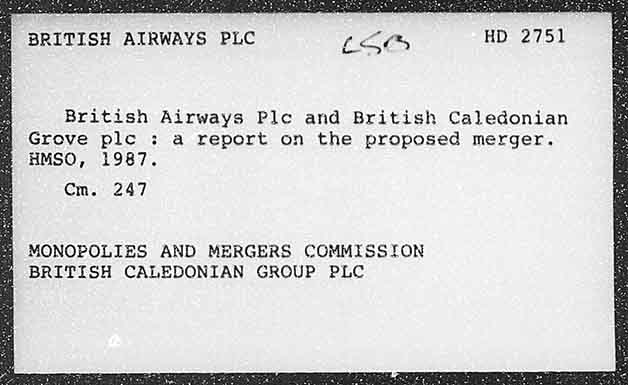 BRITISH AIRWAYS PLC LSB HD 2751
British Airways Plc and British Caledonian
Grove plc : a report on the proposed merger.
HMSO, 1987.
Cm. 247
MONOPOLIES AND MERGERS COMMISSION
BRITISH CALEDONIAN GROUP PLC